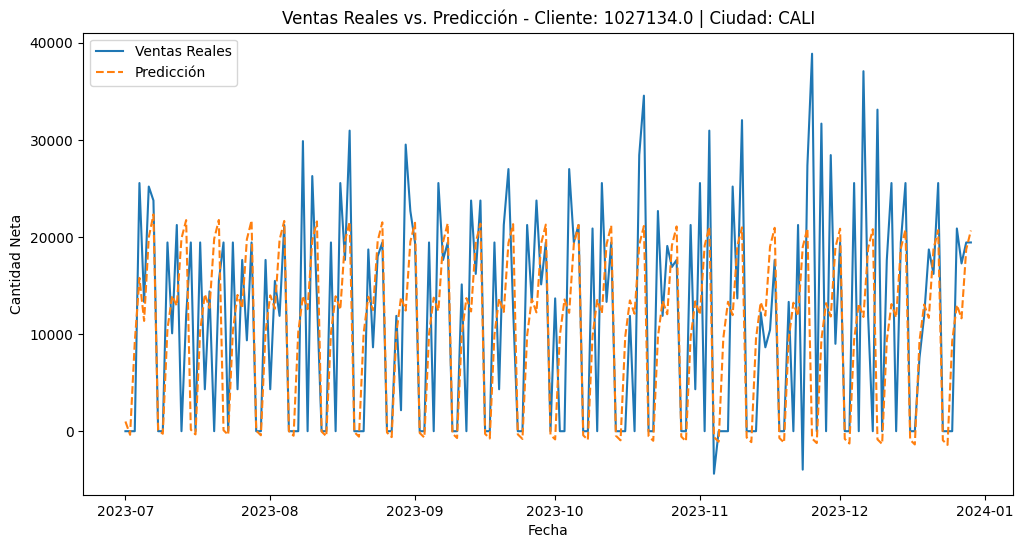 Ventas Reales vs. Predicción - Cliente: 1027134.0 | Ciudad: CALI
Ventas Reales
Predicción
Cantidad Neta
40000
30000
20000
10000
0
2023-07
2023-08
2023-09
2023-10
2023-11
2023-12
2024-01
Fecha